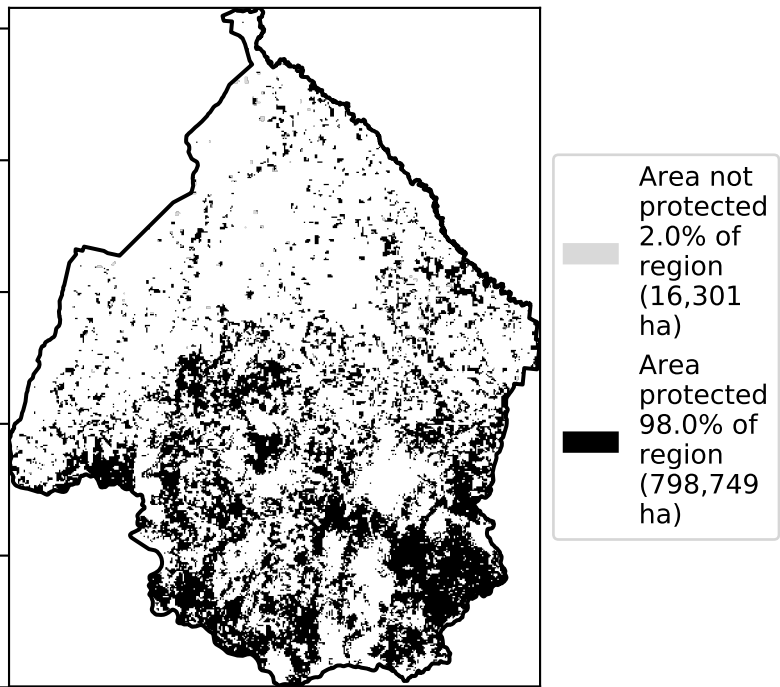 Area not
protected
2.0% of
region
(16,301
ha)
Area
protected
98.0% of
region
(798,749
ha)